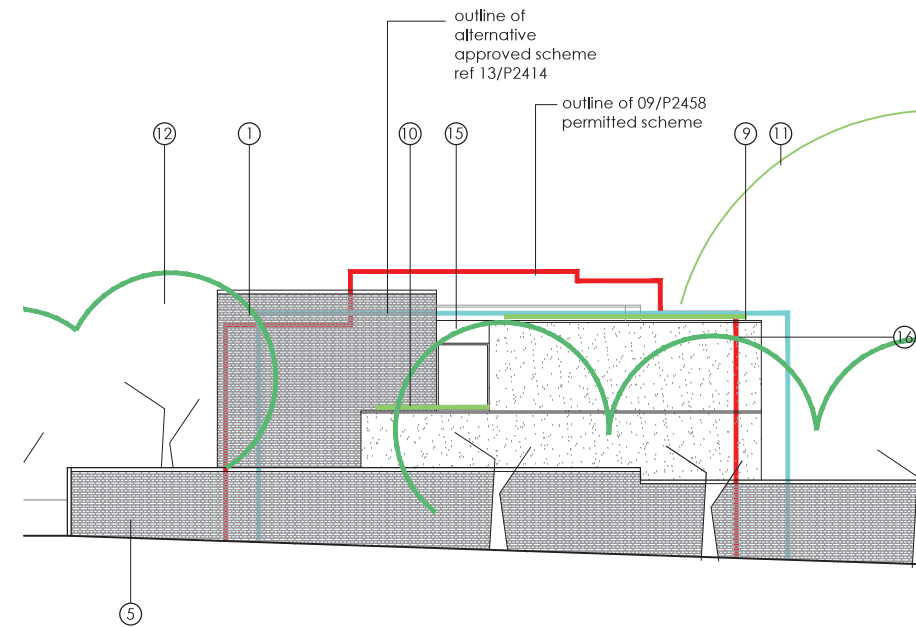 outline of
alternative
approved scheme
ref 13/P2414
outline of 09/P2458
permitted scheme
12
1
10
15
9
11
16
5